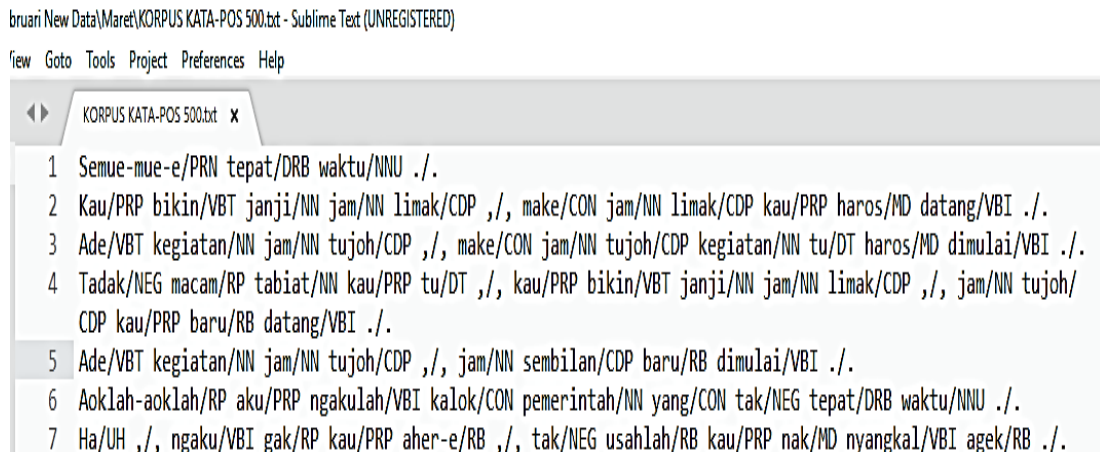 bruari New Data\Maret\KORPUS KATA-POS 500.txt - Sublime Text (UNREGISTERED)
View Goto Tools Project Preferences Help
KORPUS KATA-POS 500.txt x
1 Semue-mue-e/PRN tepat/DRB waktu/NNU ./.
2 Kau/PRP bikin/VBT janji/NN jam/NN limak/CDP ,/, make/CON jam/NN limak/CDP kau/PRP haros/MD datang/VBI ./.
3 Ade/VBT kegiatan/NN jam/NN tujoh/CDP ,/, make/CON jam/NN tujoh/CDP kegiatan/NN tu/DT haros/MD dimulai/VBI ./.
4 Tadak/NEG macam/RP tabiat/NN kau/PRP tu/DT ,/, kau/PRP bikin/VBT janji/NN jam/NN limak/CDP ,/, jam/NN tujoh/
CDP kau/PRP baru/RB datang/VBI ./.
5 Ade/VBT kegiatan/NN jam/NN tujoh/CDP ,/, jam/NN sembilan/CDP baru/RB dimulai/VBI ./.
6 Aoklah-aoklah/RP aku/PRP ngakulah/VBI kalok/CON pemerintah/NN yang/CON tak/NEG tepat/DRB waktu/NNU ./.
7 Ha/UH ,/, ngaku/VBI gak/RP kau/PRP aher-e/RB ,/, tak/NEG usahlah/RB kau/PRP nak/MD nyangkal/VBI agek/RB ./.